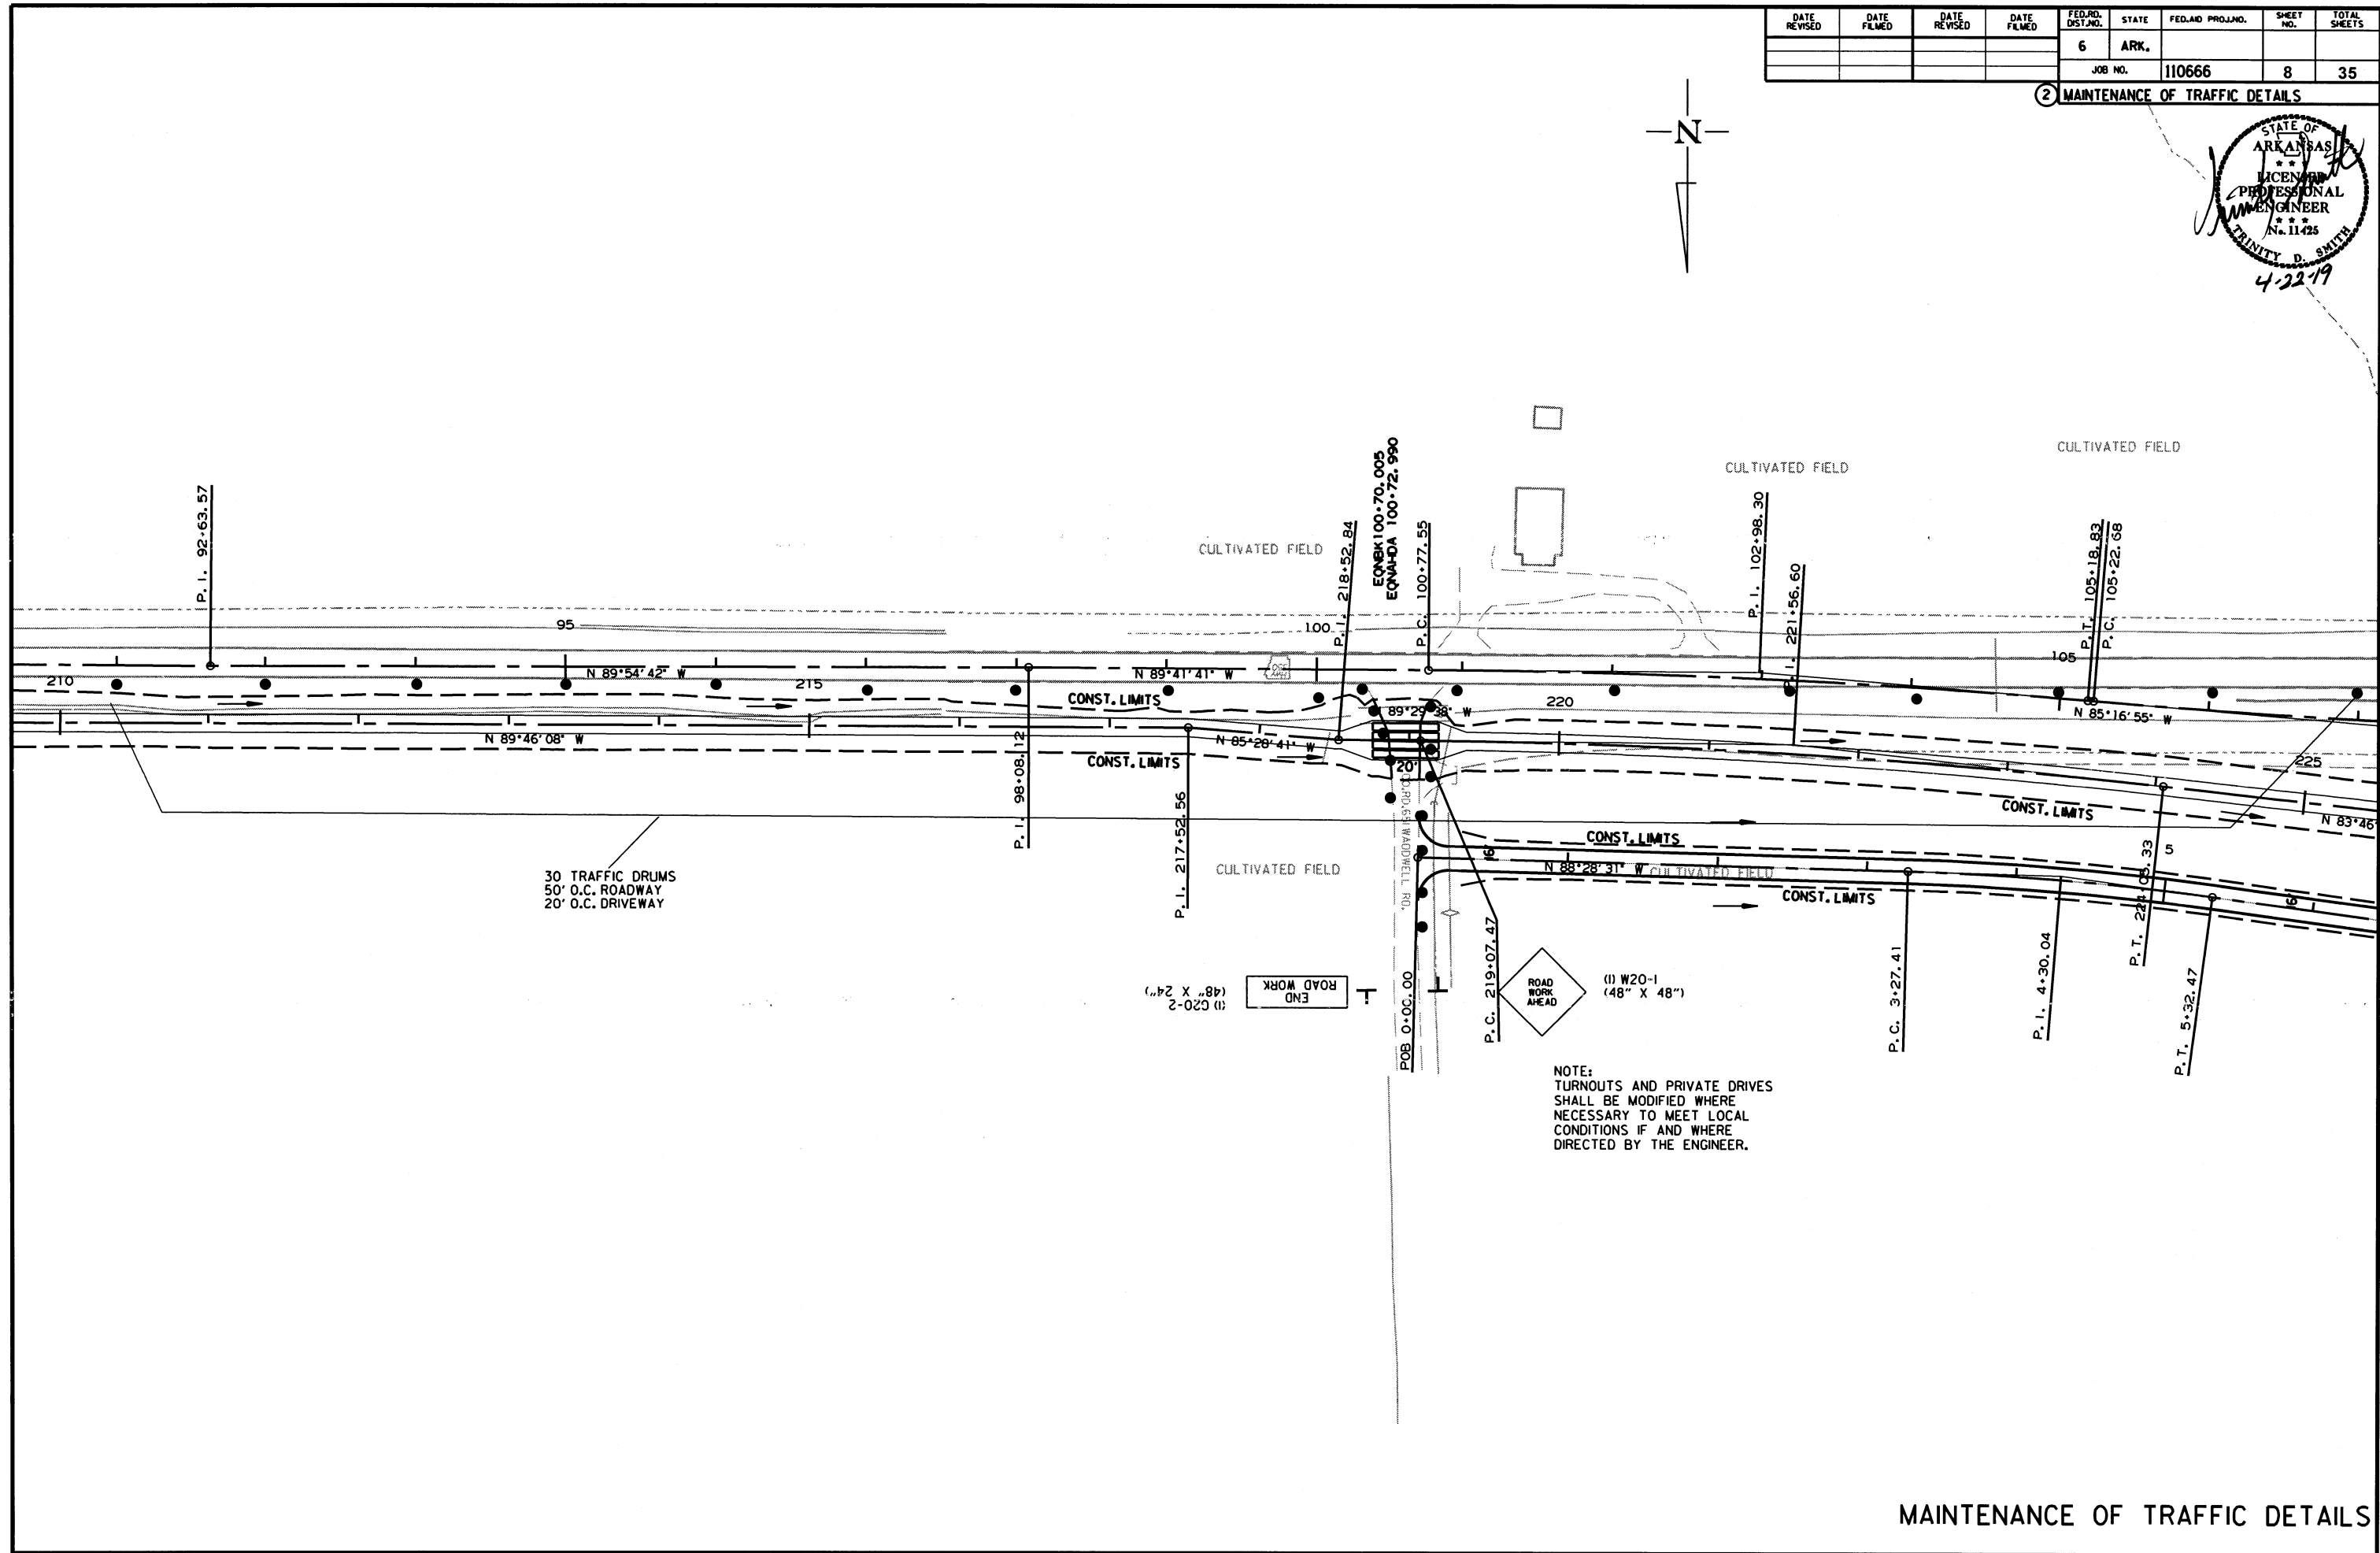 DATE REVISED
DATE FILMED
DATE REVISED
DATE FILMED
FED.RD. DIST.NO.
STATE
FED.AID PROJ.NO.
SHEET NO.
TOTAL SHEETS
6
ARK.
JOB NO.
110666
8
35
2
MAINTENANCE OF TRAFFIC DETAILS
N
STATE OF
ARKANSAS
* * *
LICENSED
PROFESSIONAL
ENGINEER
* * *
No. 11425
TRINITY D. SMITH
4-22-19
CULTIVATED FIELD
CULTIVATED FIELD
CULTIVATED FIELD
P.I. 92+63.57
P.I. 218+52.84
EQNBK100+70.005
EQNAHDA 100+72.990
P.C. 100+77.55
P.I. 102+98.30
P.I. 221+56.60
P.T. 105+18.83
P.C. 105+22.68
95
100
105
210
N 89°54'42" W
215
N 89°41'41" W
CONST. LIMITS
89°29'38" W
220
N 85°16'55" W
N 89°46'08" W
N 85°28'41" W
CONST. LIMITS
20'
225
CONST. LIMITS
N 83°46'
P.I. 98+08.12
P.I. 217+52.56
CO.RD.651 WADDWELL RD.
CONST. LIMITS
16'
N 88°28'31" W
CULTIVATED FIELD
CULTIVATED FIELD
CONST. LIMITS
5
16'
30 TRAFFIC DRUMS
50' O.C. ROADWAY
20' O.C. DRIVEWAY
POB 0+00.00
P.C. 219+07.47
P.C. 3+27.41
P.I. 4+30.04
P.T. 224+05.33
P.T. 5+32.47
(1) G20-2
(48" X 24")
END
ROAD WORK
ROAD
WORK
AHEAD
(1) W20-1
(48" X 48")
NOTE:
TURNOUTS AND PRIVATE DRIVES
SHALL BE MODIFIED WHERE
NECESSARY TO MEET LOCAL
CONDITIONS IF AND WHERE
DIRECTED BY THE ENGINEER.
MAINTENANCE OF TRAFFIC DETAILS